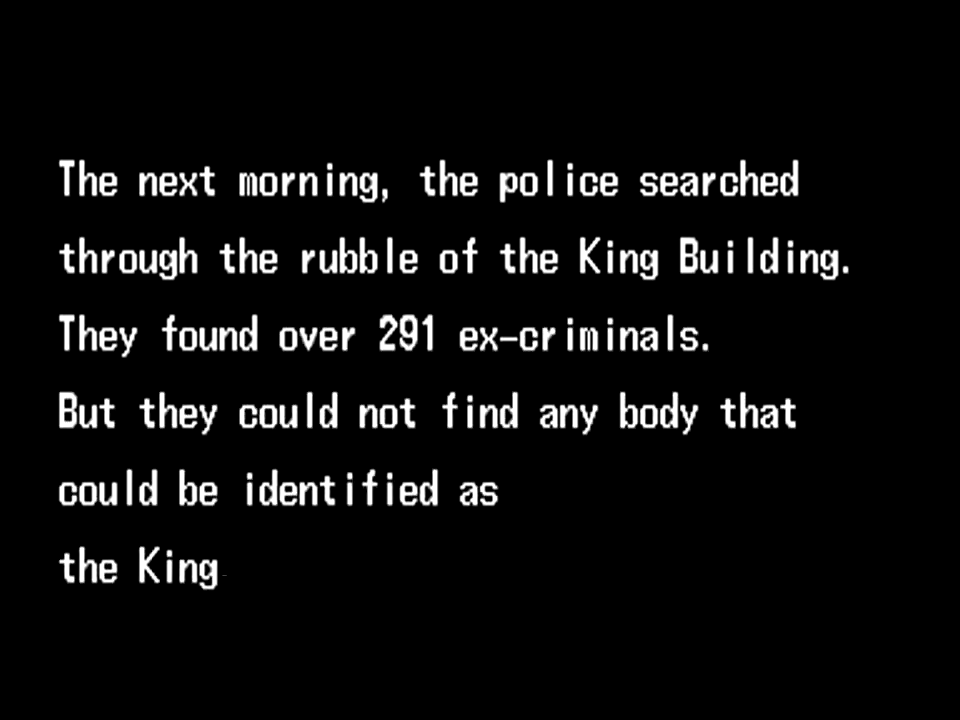 The next morning, the police searched
through the rubble of the King Building.
They found over 291 ex-criminals.
But they could not find any body that
could be identified as
the King